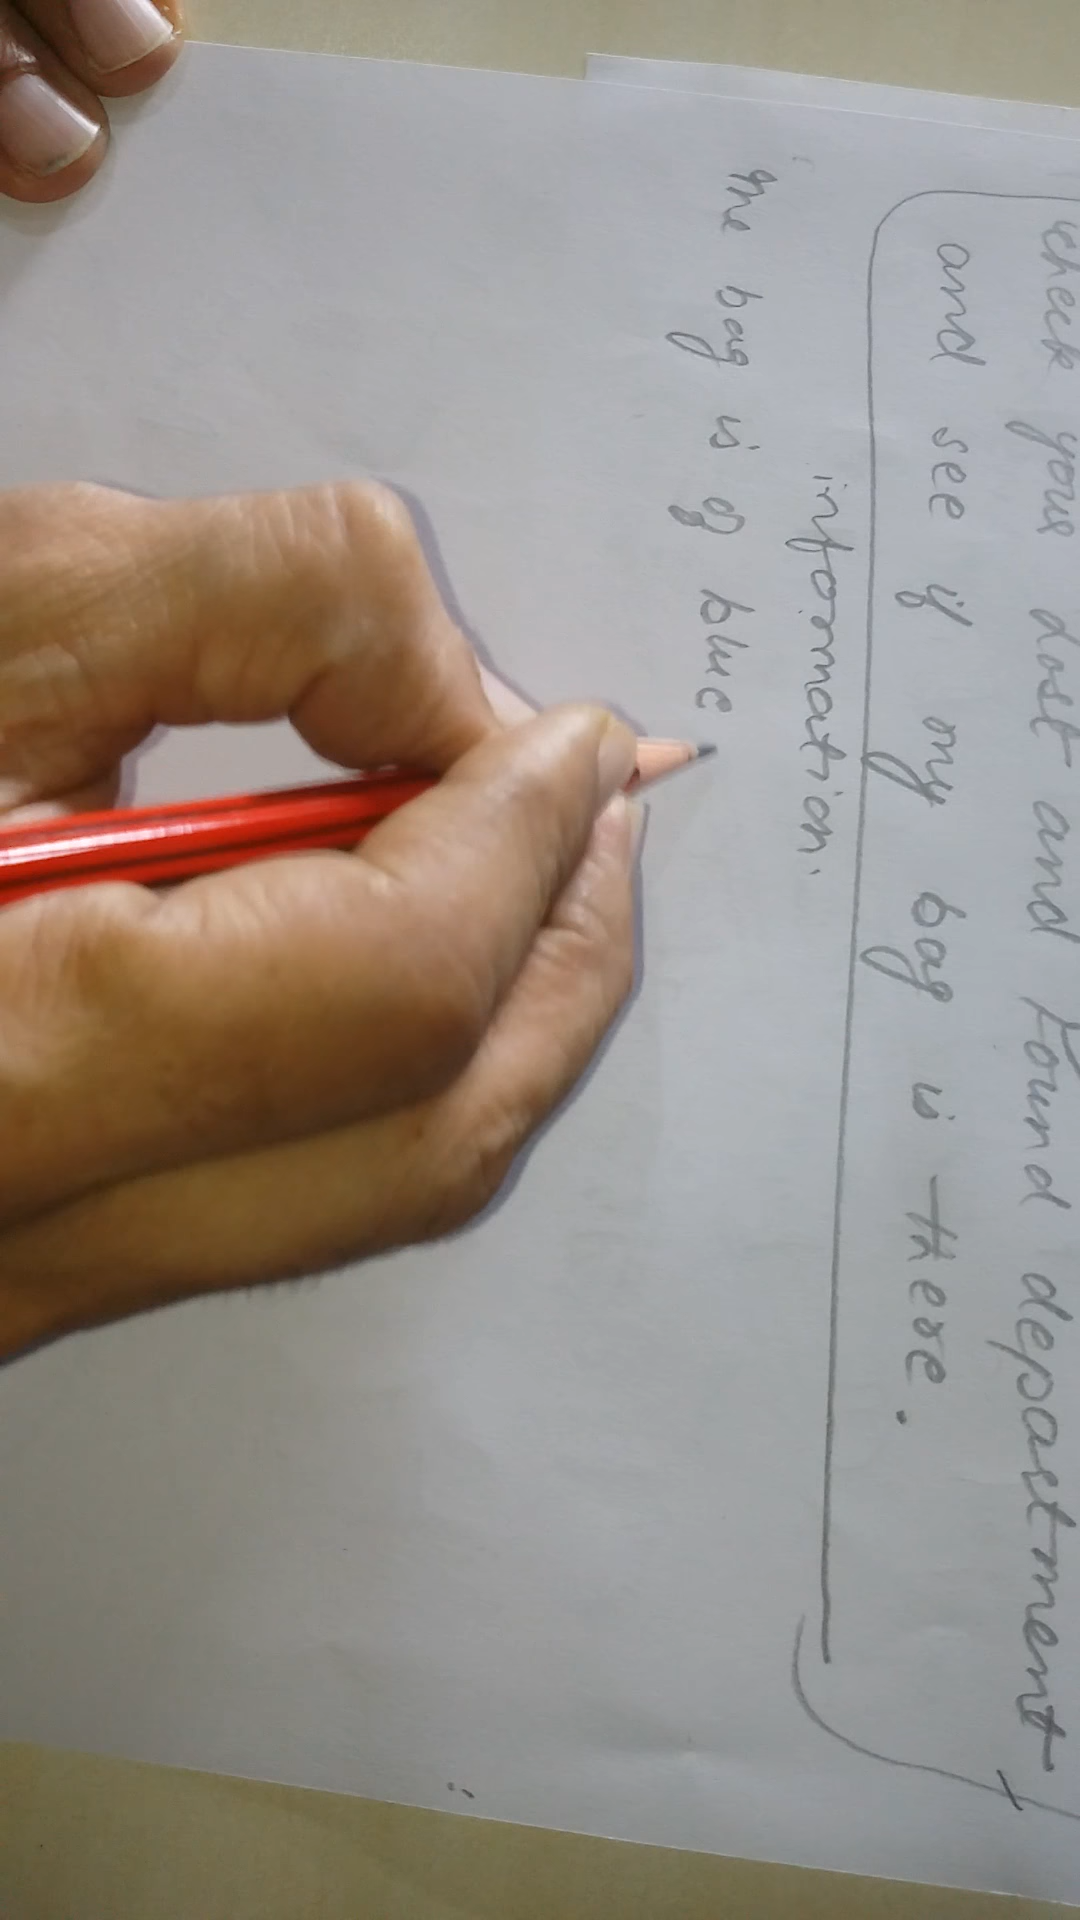 check your Lost and Found department
and see if my bag is there.
information.
The bag is of blue